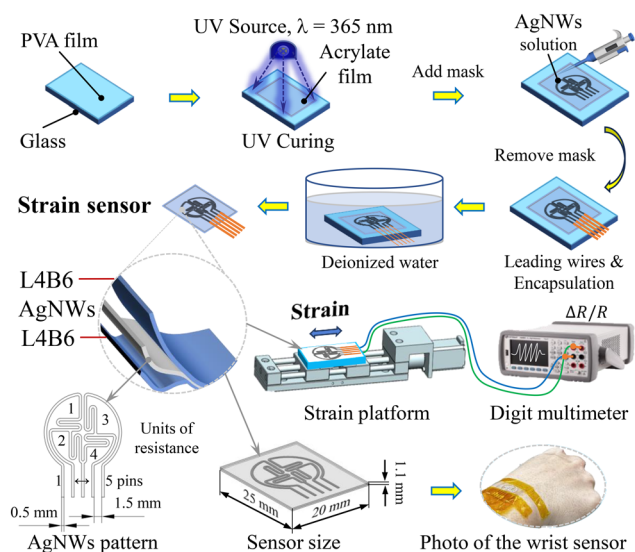 PVA film
Glass
UV Source, λ = 365 nm
Acrylate
film
UV Curing
Add mask
AgNWs
solution
Remove mask
Strain sensor
Deionized water
Leading wires &
Encapsulation
L4B6
AgNWs
L4B6
Strain
Strain platform
ΔR/R
Digit multimeter
1
2
3
4
Units of
resistance
1
5 pins
0.5 mm
1.5 mm
AgNWs pattern
25 mm
20 mm
1.1 mm
Sensor size
Photo of the wrist sensor